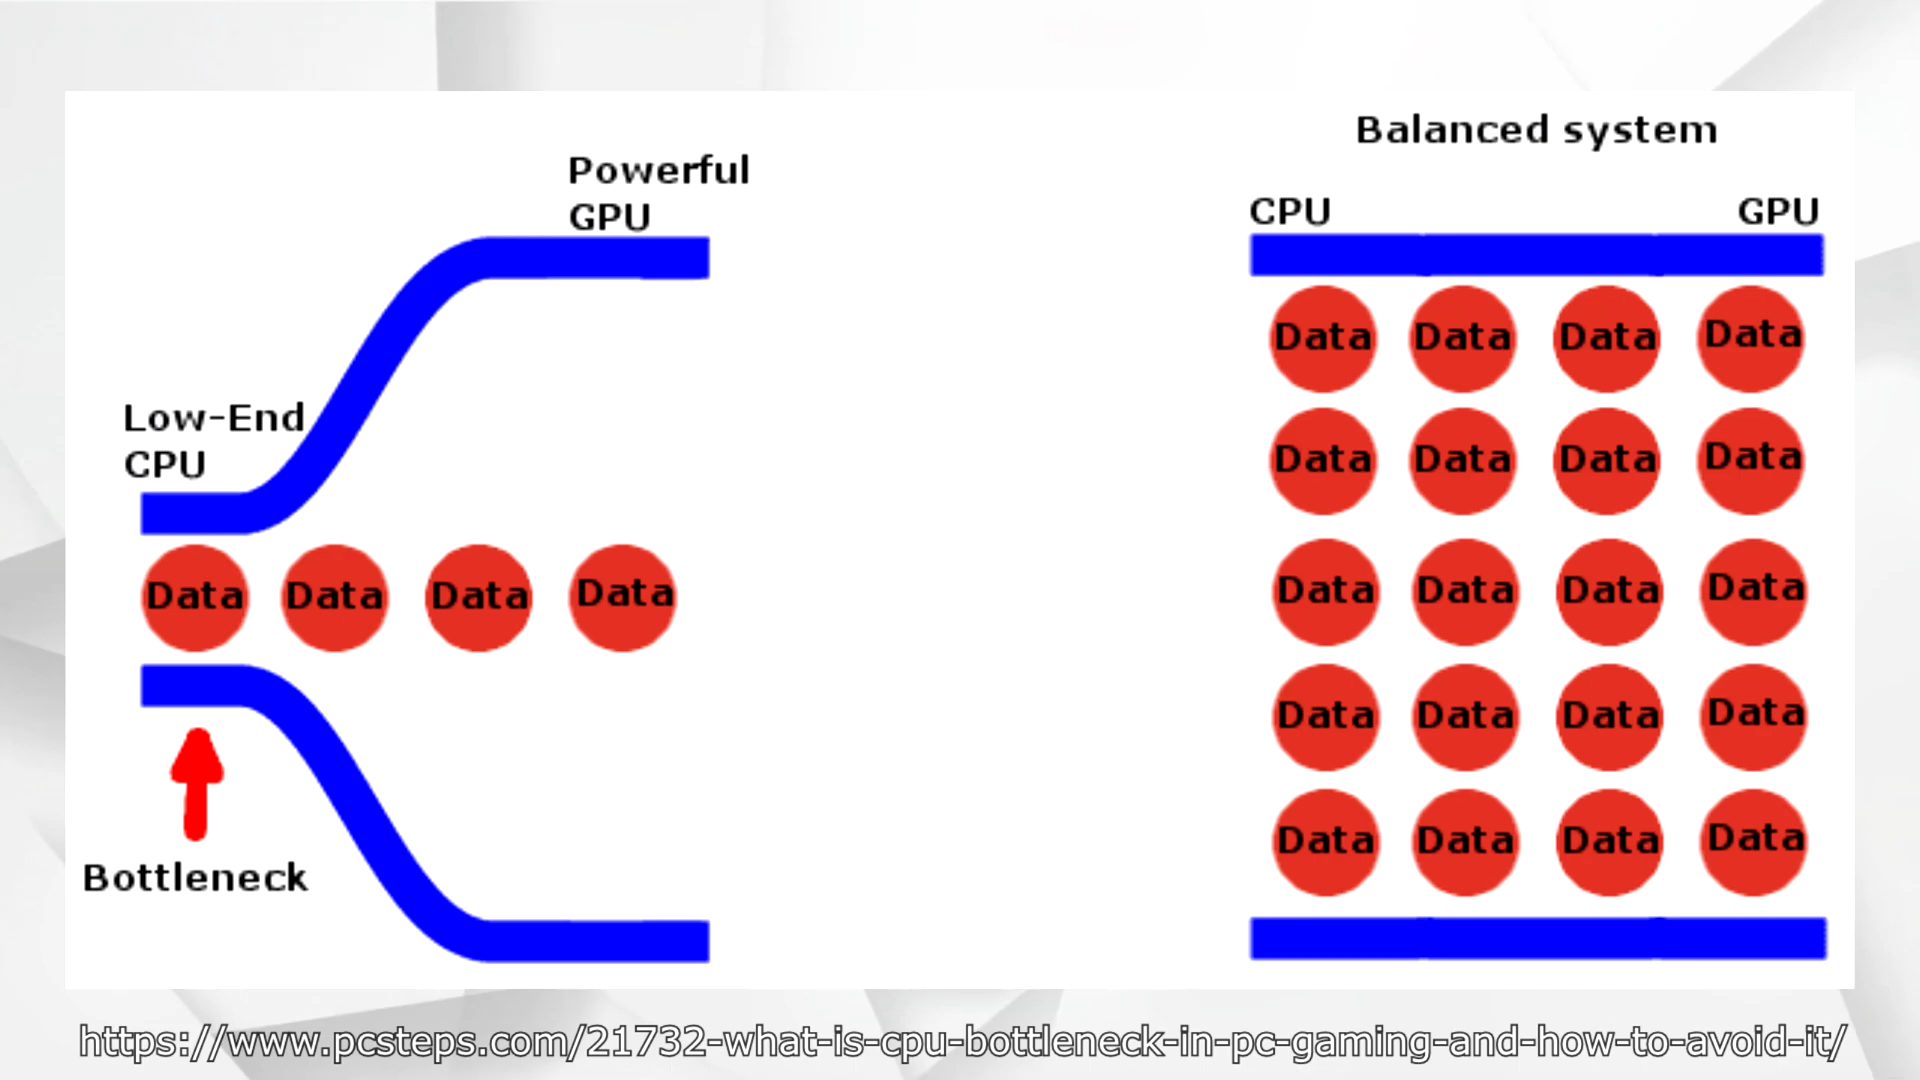 Powerful
GPU
Low-End
CPU
Data Data Data Data
Bottleneck
Balanced system
CPU GPU
Data Data Data Data
Data Data Data Data
Data Data Data Data
Data Data Data Data
Data Data Data Data
https://www.pcsteps.com/21732-what-is-cpu-bottleneck-in-pc-gaming-and-how-to-avoid-it/